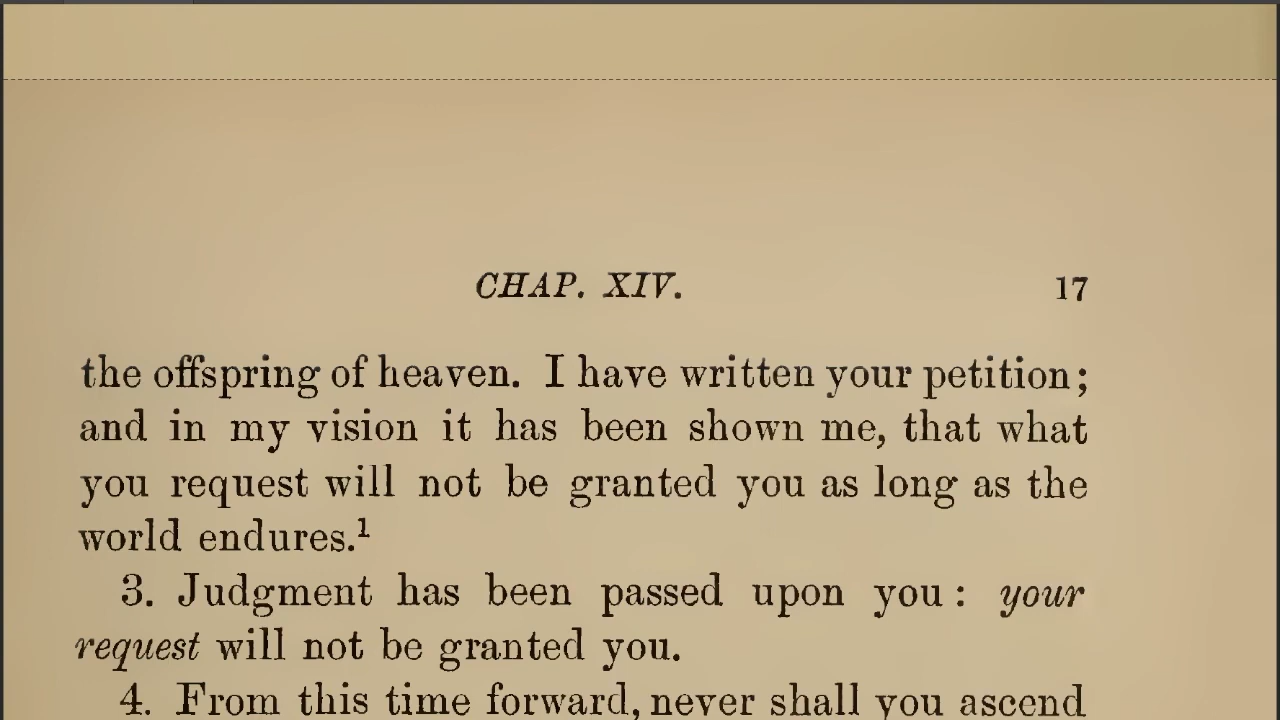 CHAP. XIV. 17
the offspring of heaven. I have written your petition;
and in my vision it has been shown me, that what
you request will not be granted you as long as the
world endures.¹
3. Judgment has been passed upon you: your
request will not be granted you.
4. From this time forward, never shall you ascend